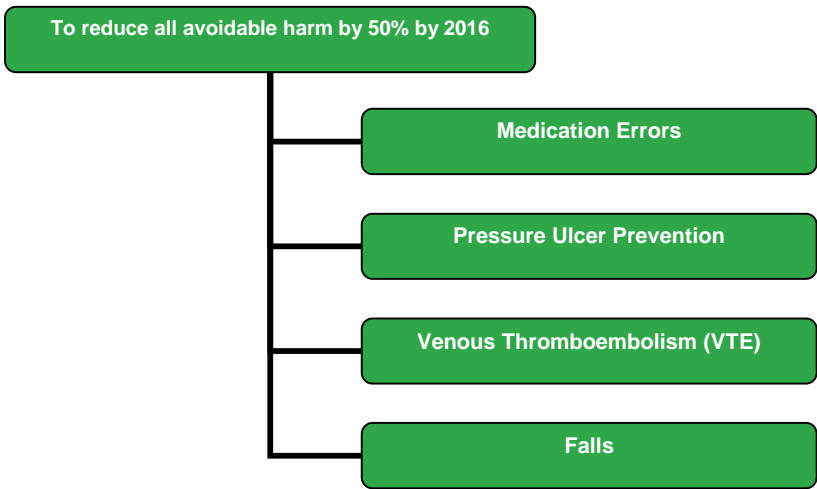 To reduce all avoidable harm by 50% by 2016
Medication Errors
Pressure Ulcer Prevention
Venous Thromboembolism (VTE)
Falls